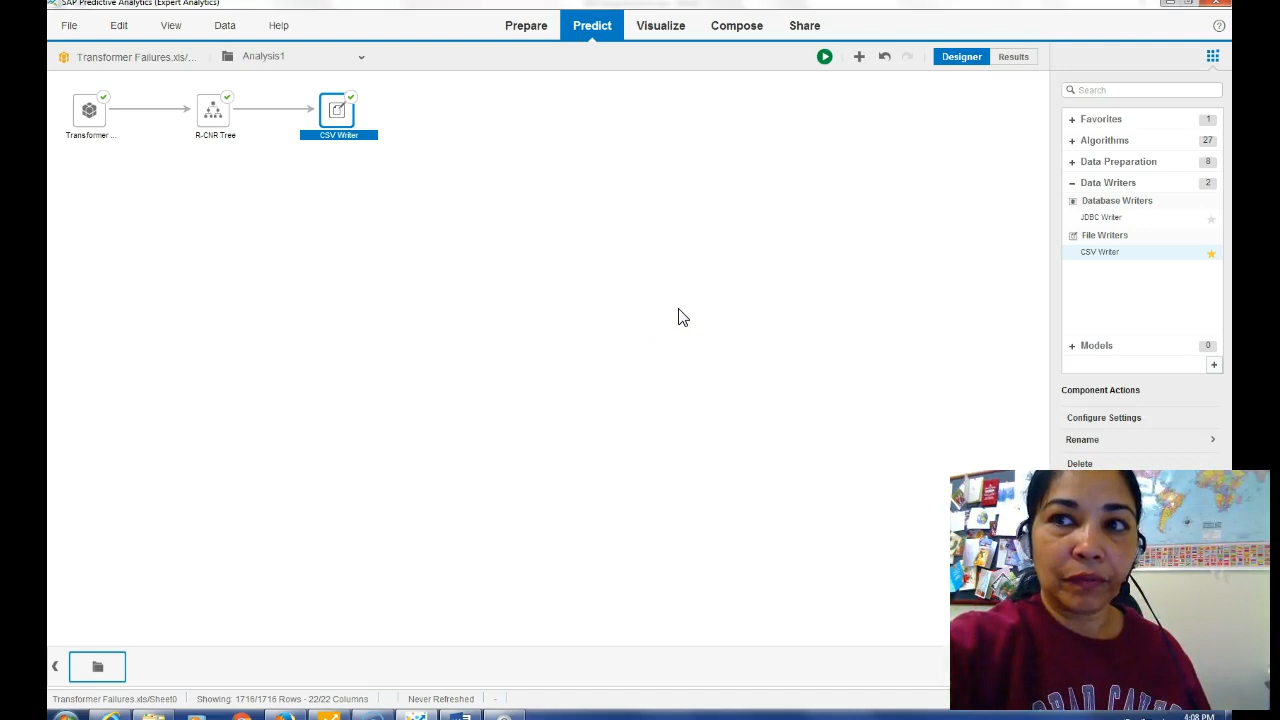 SAP Predictive Analytics (Expert Analytics)
File Edit View Data Help
Prepare Predict Visualize Compose Share
Transformer Failures.xls/... Analysis1
Designer Results
Search
Favorites 1
Algorithms 27
Data Preparation 8
Data Writers 2
Database Writers
JDBC Writer
File Writers
CSV Writer
Models 0
Component Actions
Configure Settings
Rename
Delete
Transformer ... R-CNR Tree CSV Writer
Transformer Failures.xls/Sheet0 Showing: 1716/1716 Rows - 22/22 Columns Never Refreshed -
4:08 PM